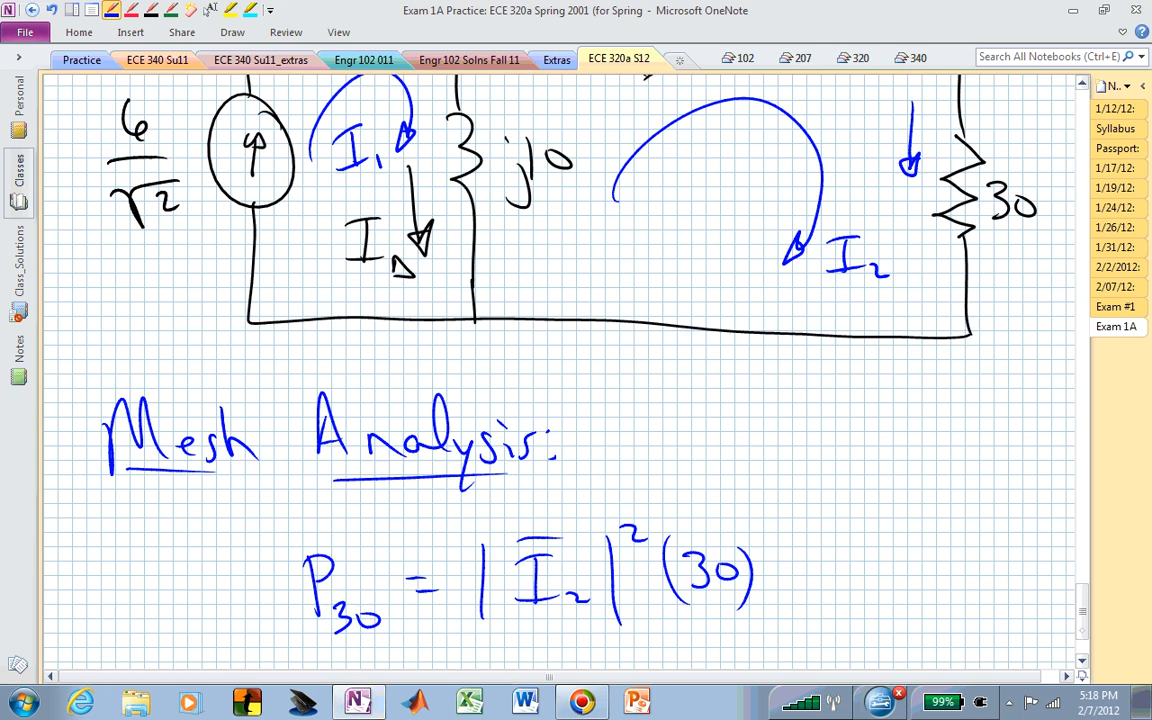 Exam 1A Practice: ECE 320a Spring 2001 (for Spring - Microsoft OneNote
File Home Insert Share Draw Review View
Practice ECE 340 Su11 ECE 340 Su11_extras Engr 102 011 Engr 102 Solns Fall 11 Extras ECE 320a S12 102 207 320 340 Search All Notebooks (Ctrl+E)
Personal
Classes
Class_Solutions
Notes
N..
1/12/12:
Syllabus
Passport:
1/17/12:
1/19/12:
1/24/12:
1/26/12:
1/31/12:
2/2/2012:
2/07/12:
Exam #1
Exam 1A
6/√2
I₁
j10
30
I
I₂
Mesh Analysis:
P₃₀ = |I̅₂|² (30)
99%
5:18 PM
2/7/2012